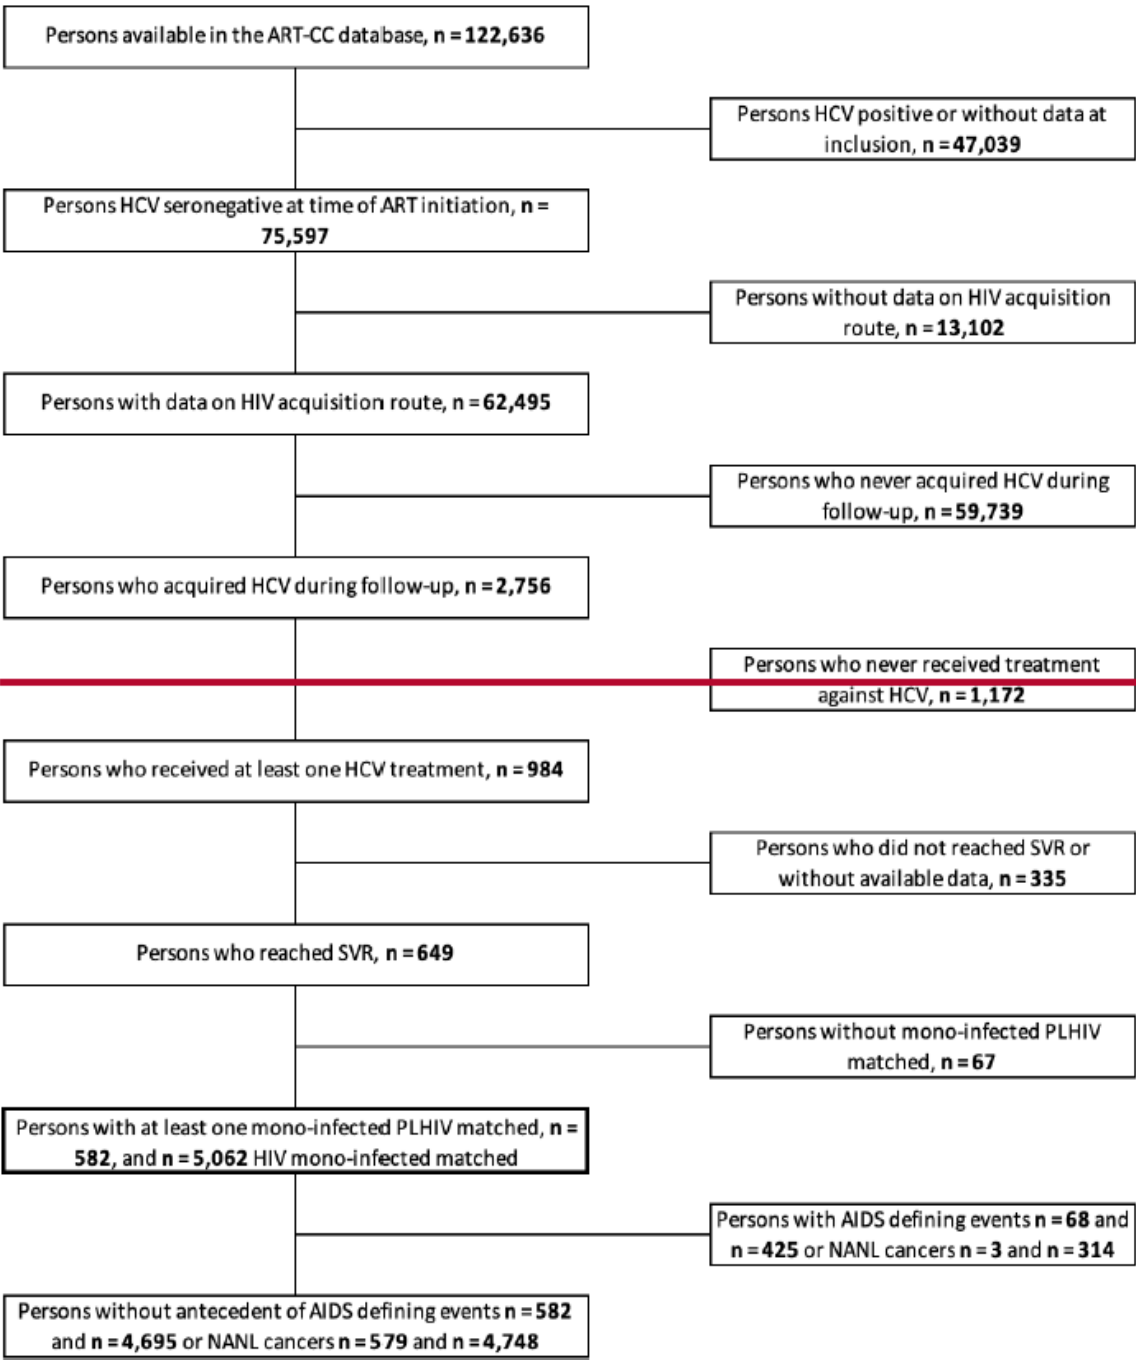 Persons available in the ART-CC database, n = 122,636
Persons HCV positive or without data at
inclusion, n = 47,039
Persons HCV seronegative at time of ART initiation, n =
75,597
Persons without data on HIV acquisition
route, n = 13,102
Persons with data on HIV acquisition route, n = 62,495
Persons who never acquired HCV during
follow-up, n = 59,739
Persons who acquired HCV during follow-up, n = 2,756
Persons who never received treatment
against HCV, n = 1,172
Persons who received at least one HCV treatment, n = 984
Persons who did not reached SVR or
without available data, n = 335
Persons who reached SVR, n = 649
Persons without mono-infected PLHIV
matched, n = 67
Persons with at least one mono-infected PLHIV matched, n =
582, and n = 5,062 HIV mono-infected matched
Persons with AIDS defining events n = 68 and
n = 425 or NANL cancers n = 3 and n = 314
Persons without antecedent of AIDS defining events n = 582
and n = 4,695 or NANL cancers n = 579 and n = 4,748